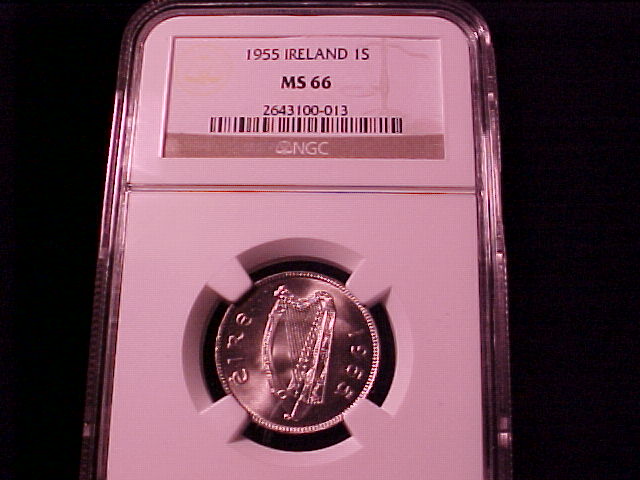 1955 IRELAND 1S
MS 66
2643100-013
NGC
éire
1955